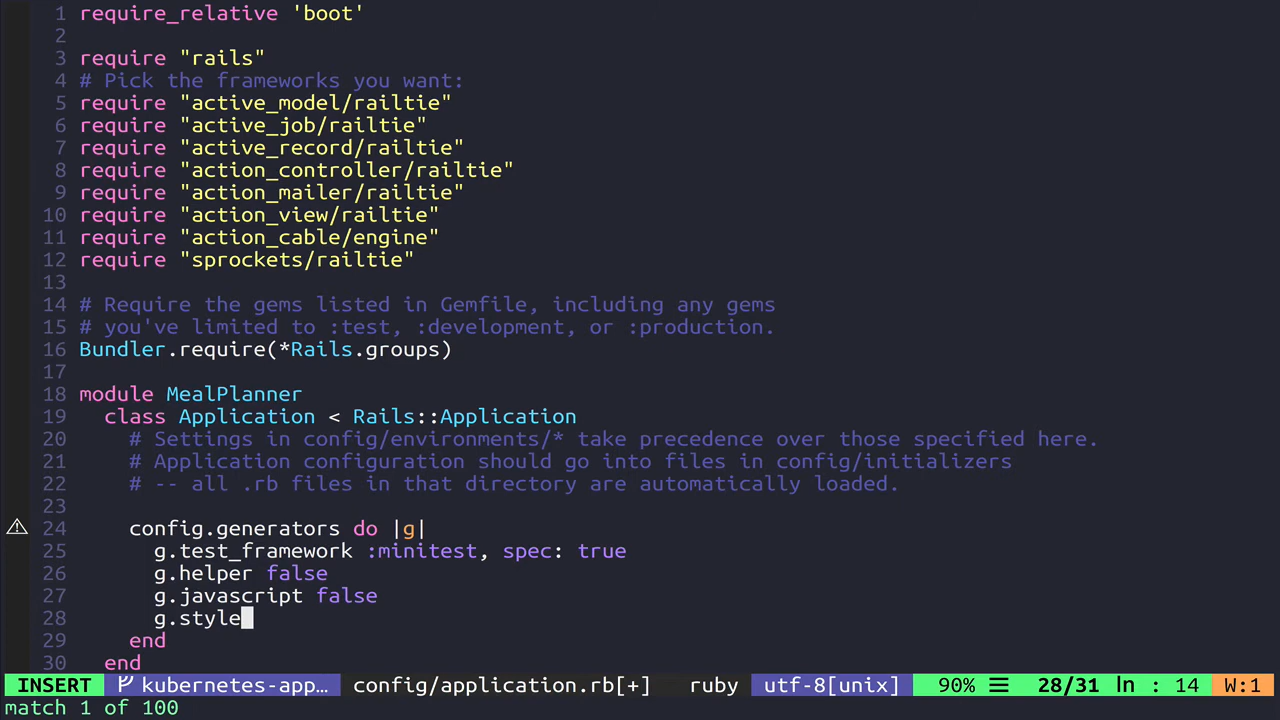 1 require_relative 'boot'
2
3 require "rails"
4 # Pick the frameworks you want:
5 require "active_model/railtie"
6 require "active_job/railtie"
7 require "active_record/railtie"
8 require "action_controller/railtie"
9 require "action_mailer/railtie"
10 require "action_view/railtie"
11 require "action_cable/engine"
12 require "sprockets/railtie"
13
14 # Require the gems listed in Gemfile, including any gems
15 # you've limited to :test, :development, or :production.
16 Bundler.require(*Rails.groups)
17
18 module MealPlanner
19   class Application < Rails::Application
20     # Settings in config/environments/* take precedence over those specified here.
21     # Application configuration should go into files in config/initializers
22     # -- all .rb files in that directory are automatically loaded.
23
⚠ 24     config.generators do |g|
25       g.test_framework :minitest, spec: true
26       g.helper false
27       g.javascript false
28       g.style
29     end
30   end
INSERT kubernetes-app… config/application.rb[+] ruby utf-8[unix] 90% ☰ 28/31 ln : 14 W:1
match 1 of 100